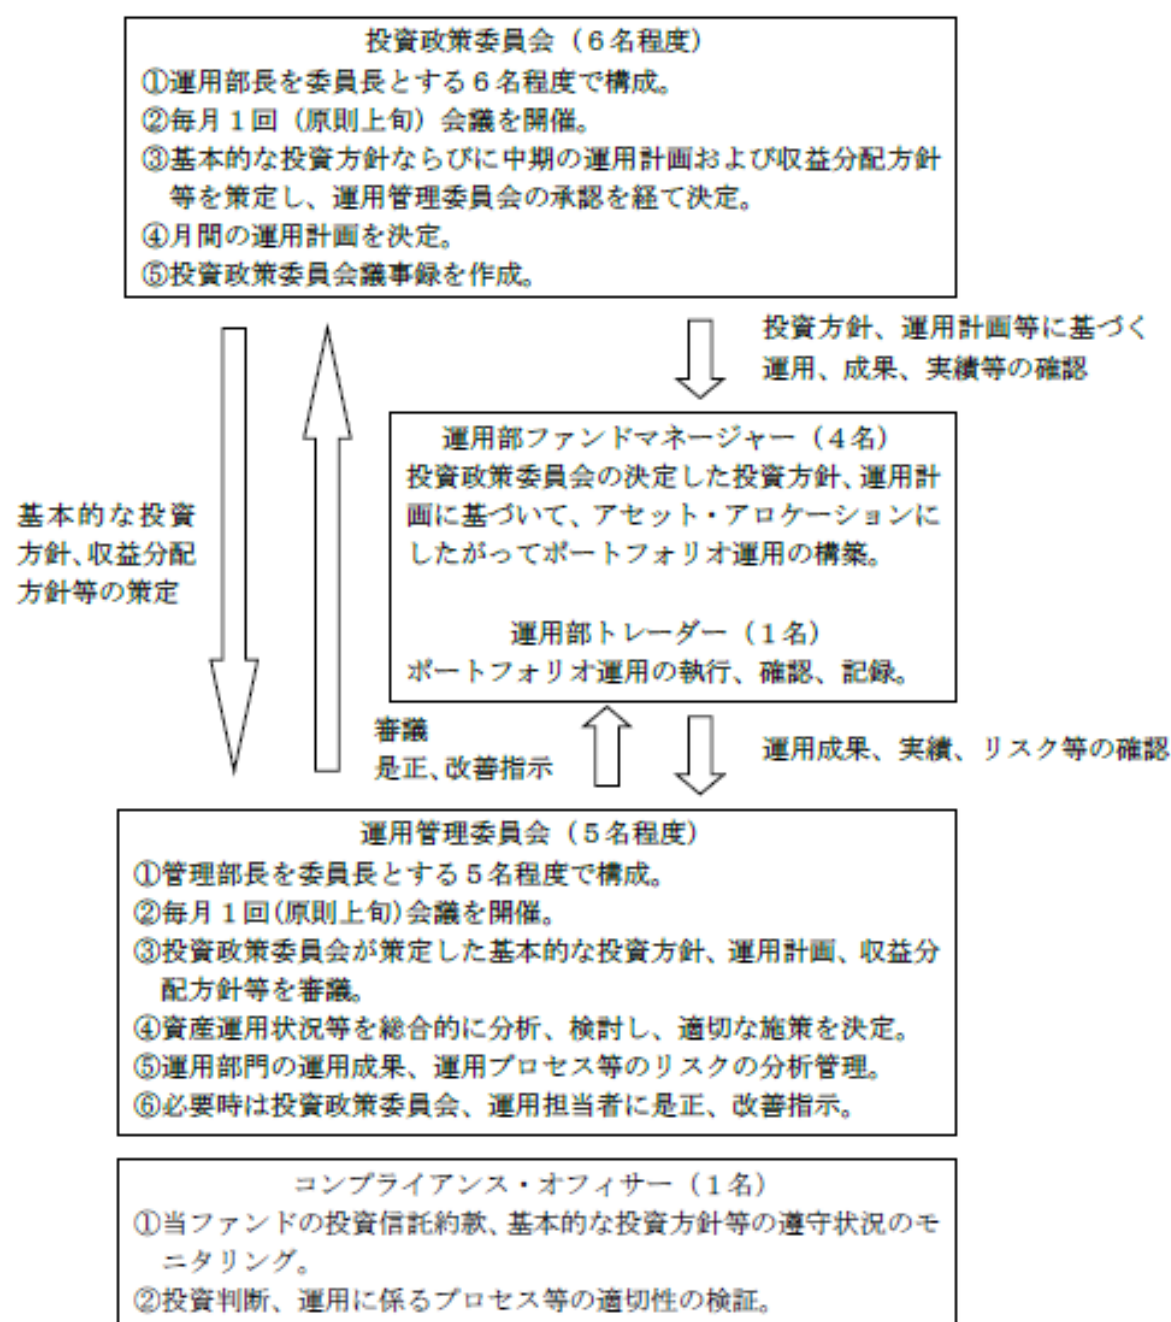 投資政策委員会（６名程度）
①運用部長を委員長とする６名程度で構成。
②毎月１回（原則上旬）会議を開催。
③基本的な投資方針ならびに中期の運用計画および収益分配方針
等を策定し、運用管理委員会の承認を経て決定。
④月間の運用計画を決定。
⑤投資政策委員会議事録を作成。
投資方針、運用計画等に基づく
運用、成果、実績等の確認
運用部ファンドマネージャー（４名）
投資政策委員会の決定した投資方針、運用計
画に基づいて、アセット・アロケーションに
したがってポートフォリオ運用の構築。
運用部トレーダー（１名）
ポートフォリオ運用の執行、確認、記録。
基本的な投資
方針、収益分配
方針等の策定
審議
是正、改善指示
運用成果、実績、リスク等の確認
運用管理委員会（５名程度）
①管理部長を委員長とする５名程度で構成。
②毎月１回(原則上旬)会議を開催。
③投資政策委員会が策定した基本的な投資方針、運用計画、収益分
配方針等を審議。
④資産運用状況等を総合的に分析、検討し、適切な施策を決定。
⑤運用部門の運用成果、運用プロセス等のリスクの分析管理。
⑥必要時は投資政策委員会、運用担当者に是正、改善指示。
コンプライアンス・オフィサー（１名）
①当ファンドの投資信託約款、基本的な投資方針等の遵守状況のモ
ニタリング。
②投資判断、運用に係るプロセス等の適切性の検証。